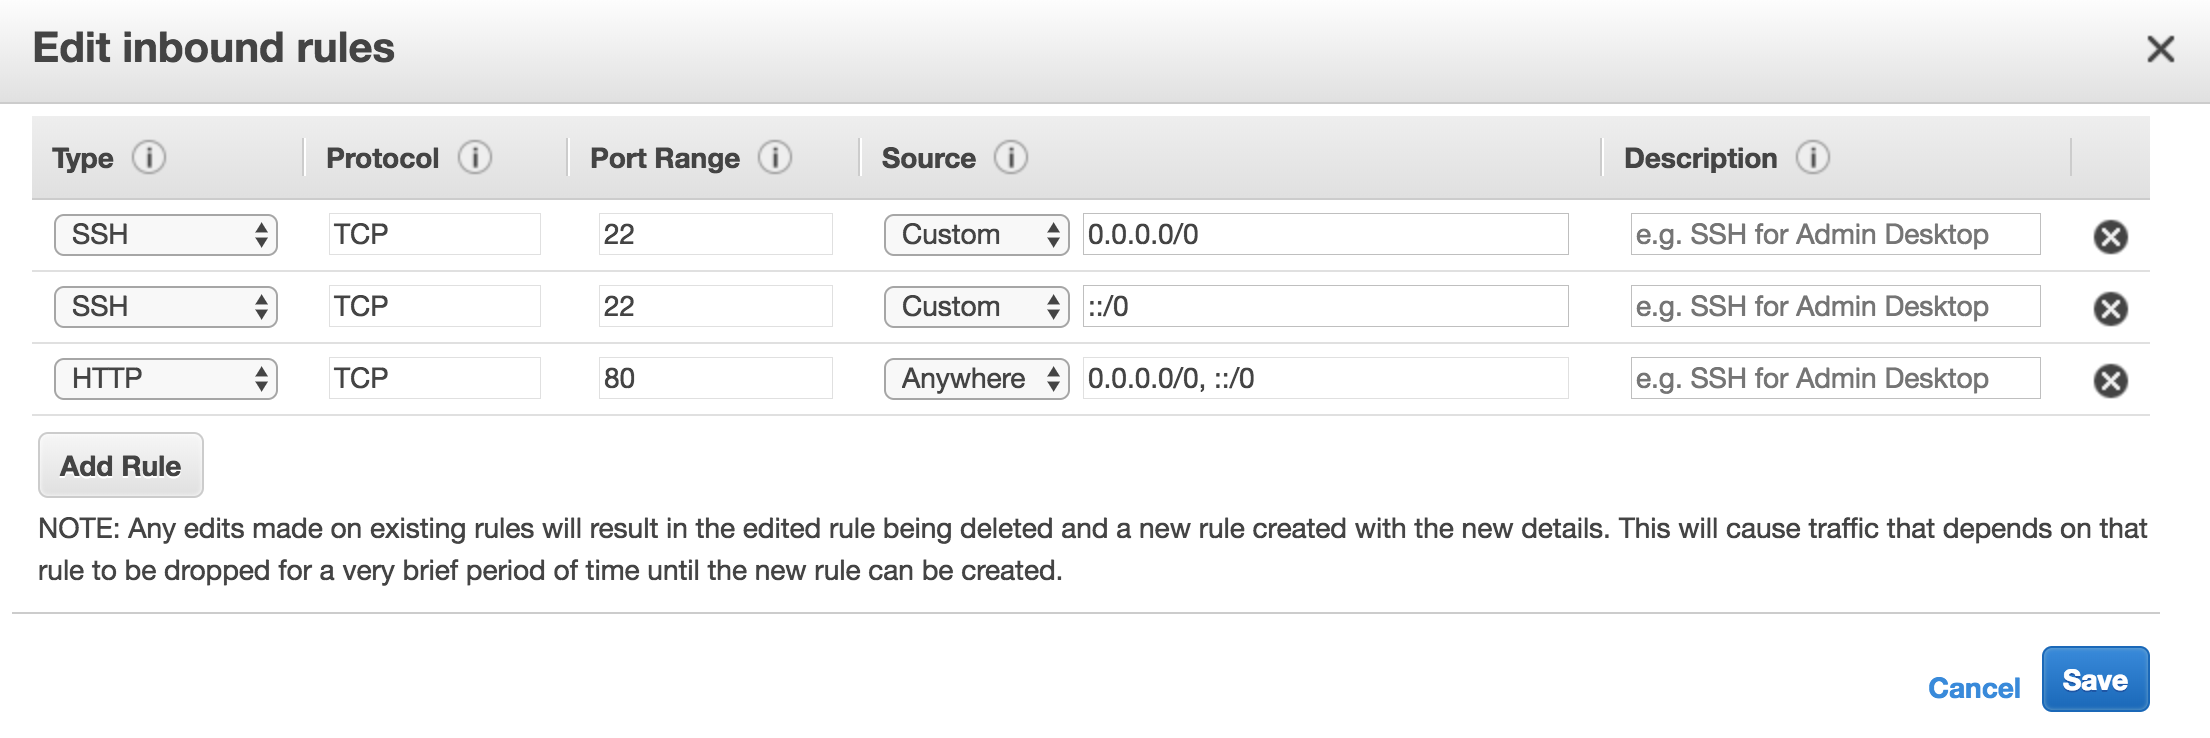 Edit inbound rules
Type Protocol Port Range Source Description
SSH TCP 22 Custom 0.0.0.0/0 e.g. SSH for Admin Desktop
SSH TCP 22 Custom ::/0 e.g. SSH for Admin Desktop
HTTP TCP 80 Anywhere 0.0.0.0/0, ::/0 e.g. SSH for Admin Desktop
Add Rule
NOTE: Any edits made on existing rules will result in the edited rule being deleted and a new rule created with the new details. This will cause traffic that depends on that
rule to be dropped for a very brief period of time until the new rule can be created.
Cancel Save